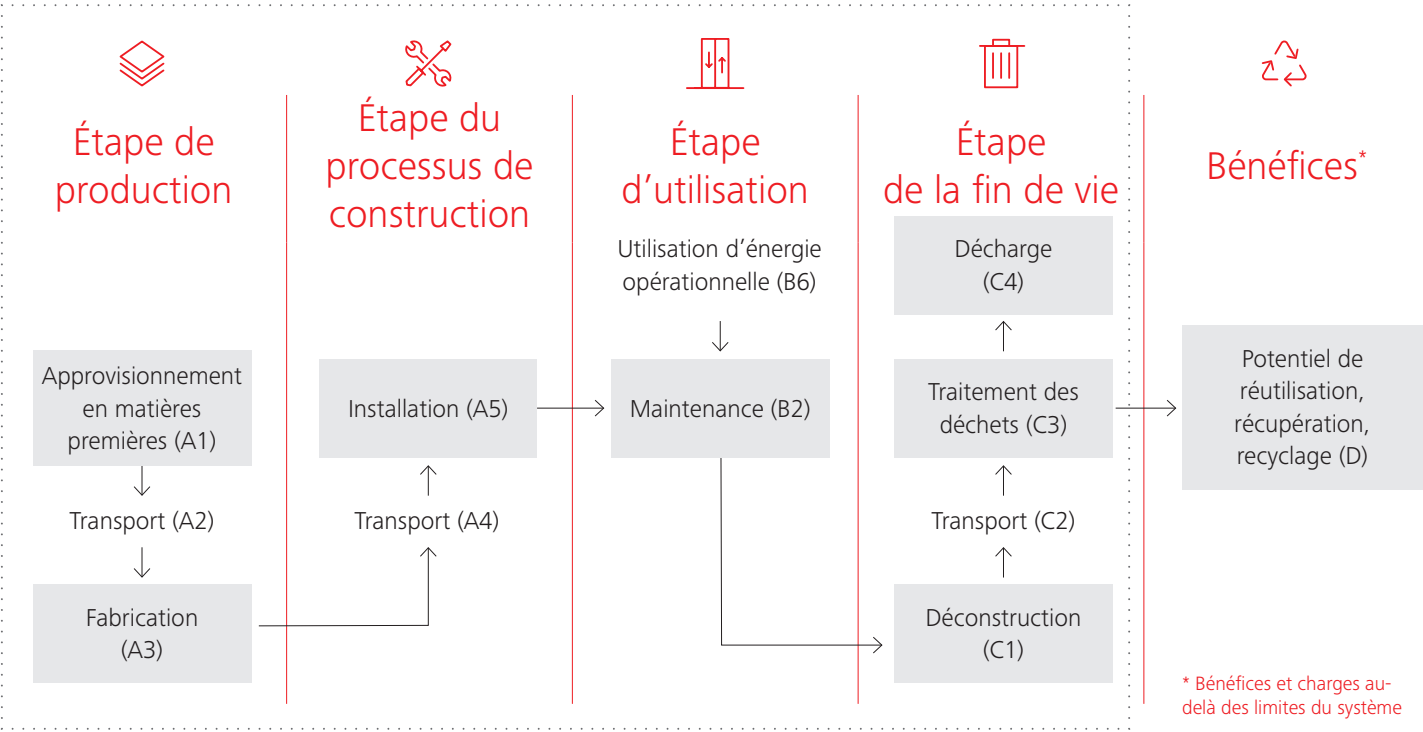 Étape de
production
Approvisionnement
en matières
premières (A1)
Transport (A2)
Fabrication
(A3)
Étape du
processus de
construction
Installation (A5)
Transport (A4)
Étape
d’utilisation
Utilisation d’énergie
opérationnelle (B6)
Maintenance (B2)
Étape
de la fin de vie
Décharge
(C4)
Traitement des
déchets (C3)
Transport (C2)
Déconstruction
(C1)
Bénéfices*
Potentiel de
réutilisation,
récupération,
recyclage (D)
* Bénéfices et charges au-
delà des limites du système